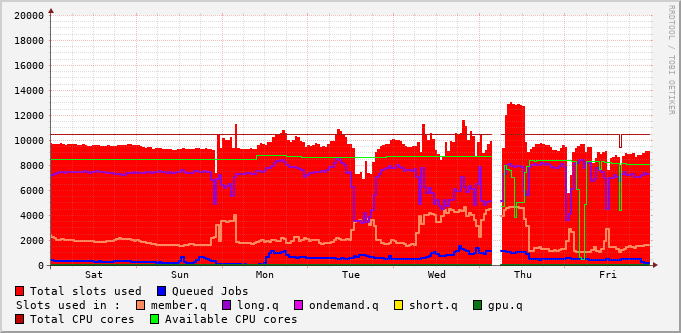 20000
18000
16000
14000
12000
10000
8000
6000
4000
2000
0
Sat Sun Mon Tue Wed Thu Fri
Total slots used Queued Jobs
Slots used in : member.q long.q ondemand.q short.q gpu.q
Total CPU cores Available CPU cores
RRDTOOL / TOBI OETIKER